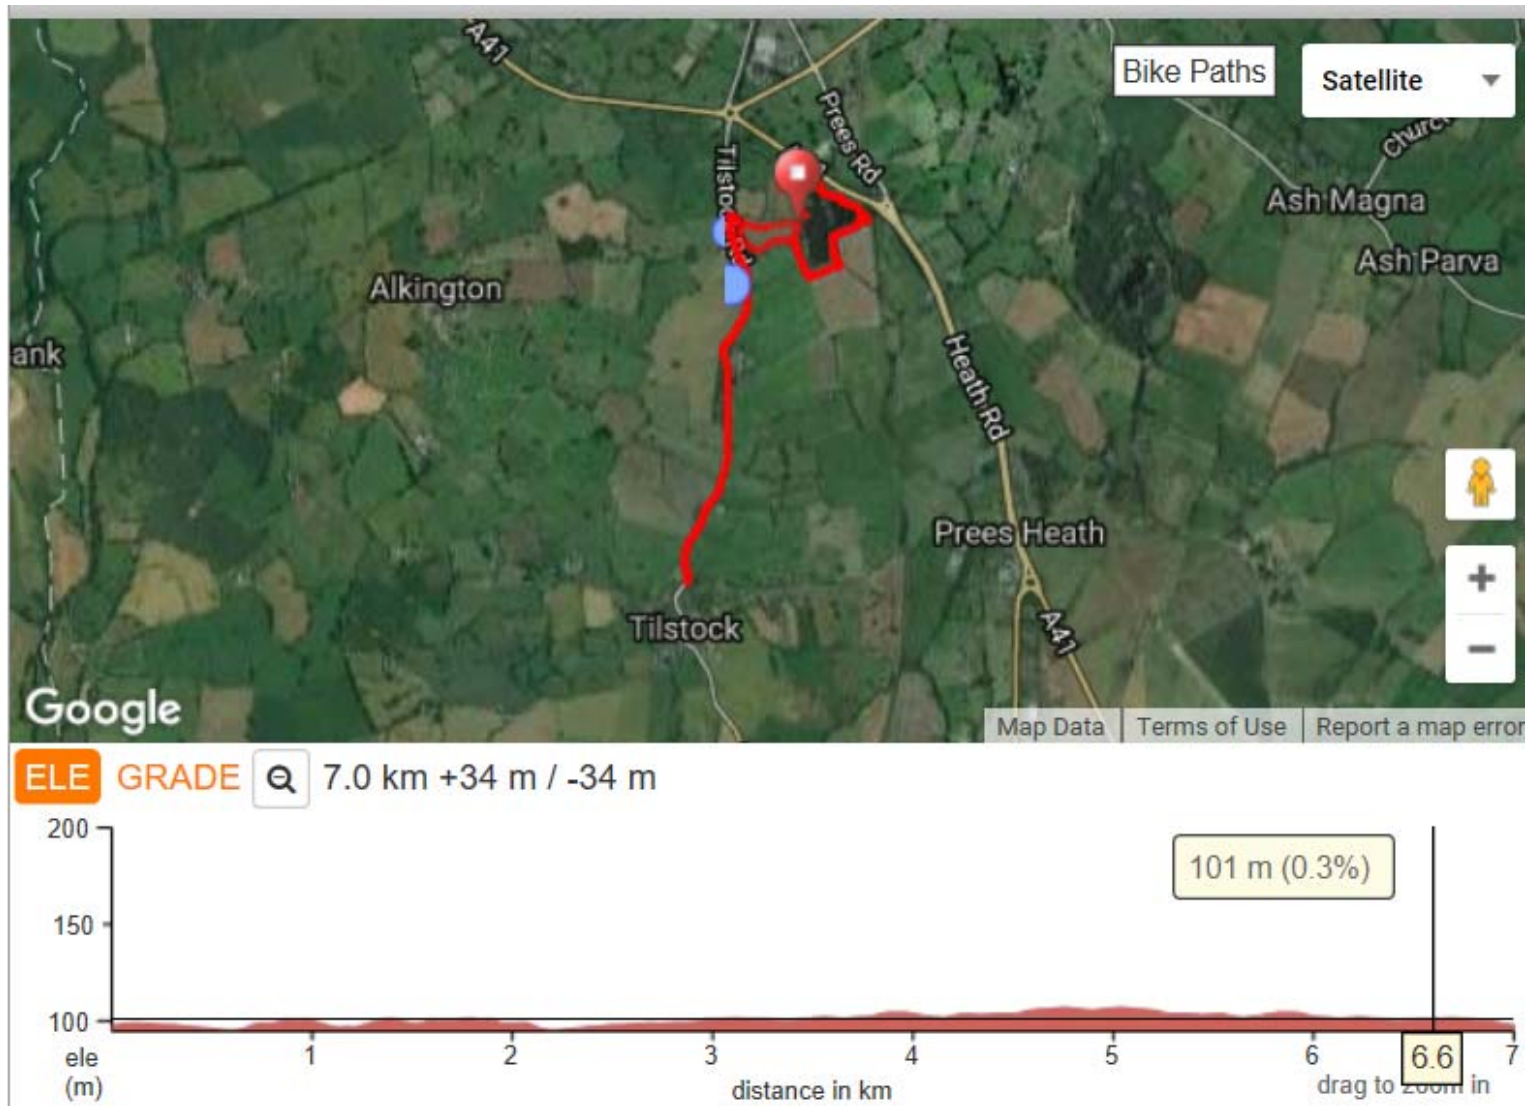 A41
Bike Paths
Satellite
Prees Rd
Church
Tilstoc
Ash Magna
Ash Parva
Alkington
ank
Heath Rd
Prees Heath
A41
Tilstock
Google
Map Data
Terms of Use
Report a map error
ELE GRADE 7.0 km +34 m / -34 m
200
101 m (0.3%)
150
100
ele
(m)
1 2 3 4 5 6 6.6 7
distance in km
drag to zoom in